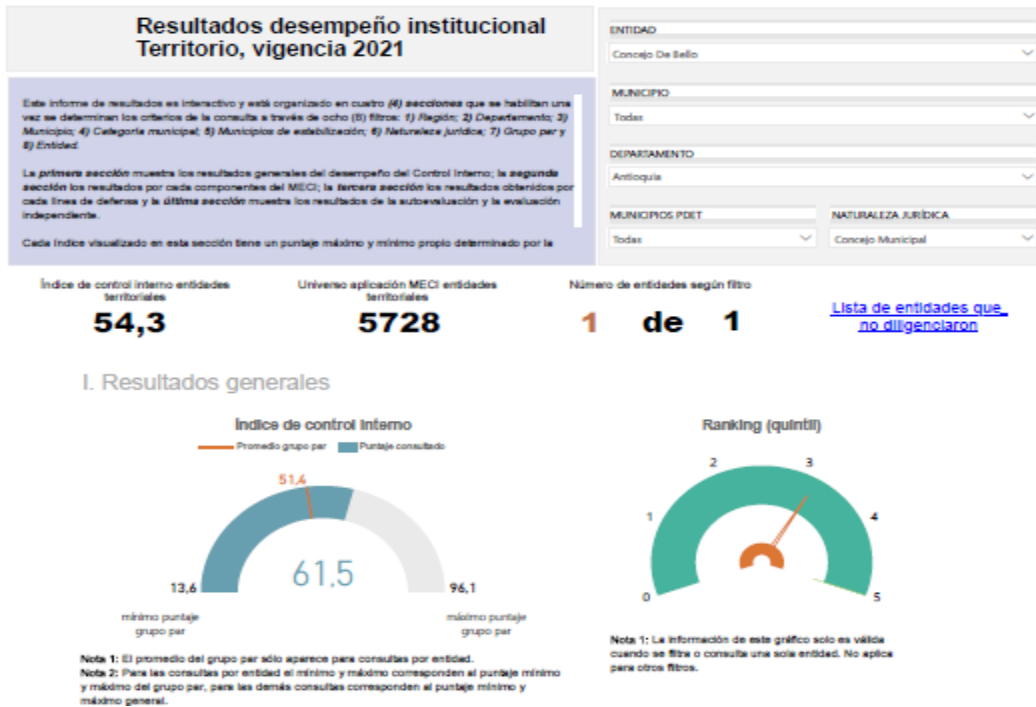 Resultados desempeño institucional
Territorio, vigencia 2021
Este informe de resultados es interactivo y está organizado en cuatro (4) secciones que se habilitan una
vez se determinan los criterios de la consulta a través de ocho (8) filtros: 1) Región; 2) Departamento; 3)
Municipio; 4) Categoría municipal; 5) Municipios de estabilización; 6) Naturaleza jurídica; 7) Grupo par y
8) Entidad.
La primera sección muestra los resultados generales del desempeño del Control Interno; la segunda
sección los resultados por cada componentes del MECI; la tercera sección los resultados obtenidos por
cada línea de defensa y la última sección muestra los resultados de la autoevaluación y la evaluación
independiente.
Cada índice visualizado en esta sección tiene un puntaje máximo y mínimo propio determinado por la
ENTIDAD
Concejo De Bello
MUNICIPIO
Todas
DEPARTAMENTO
Antioquia
MUNICIPIOS PDET
Todas
NATURALEZA JURÍDICA
Concejo Municipal
Índice de control interno entidades
territoriales
54,3
Universo aplicación MECI entidades
territoriales
5728
Número de entidades según filtro
1 de 1
Lista de entidades que
no diligenciaron
I. Resultados generales
Índice de control interno
Promedio grupo par
Puntaje consultado
51,4
61,5
13,6
96,1
mínimo puntaje
grupo par
máximo puntaje
grupo par
Nota 1: El promedio del grupo par sólo aparece para consultas por entidad.
Nota 2: Para las consultas por entidad el mínimo y máximo corresponden al puntaje mínimo
y máximo del grupo par, para las demás consultas corresponden al puntaje mínimo y
máximo general.
Ranking (quintil)
0
1
2
3
4
5
Nota 1: La información de este gráfico solo es válida
cuando se filtra o consulta una sola entidad. No aplica
para otros filtros.